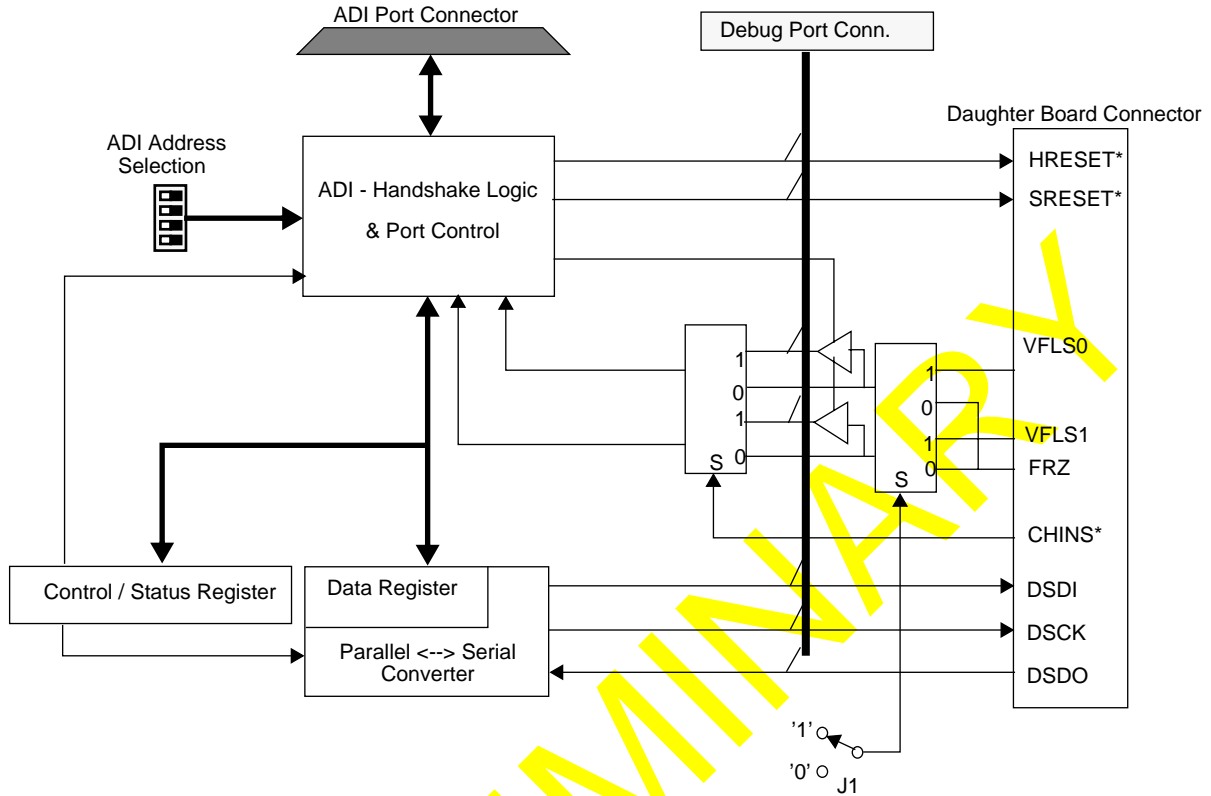 ADI Port Connector
Debug Port Conn.
Daughter Board Connector
ADI Address
Selection
ADI - Handshake Logic
& Port Control
HRESET*
SRESET*
VFLS0
1
0
1
0
S
1
0
1
0
S
VFLS1
FRZ
CHINS*
DSDI
DSCK
DSDO
Control / Status Register
Data Register
Parallel <--> Serial
Converter
'1'
'0'
J1
MINARY